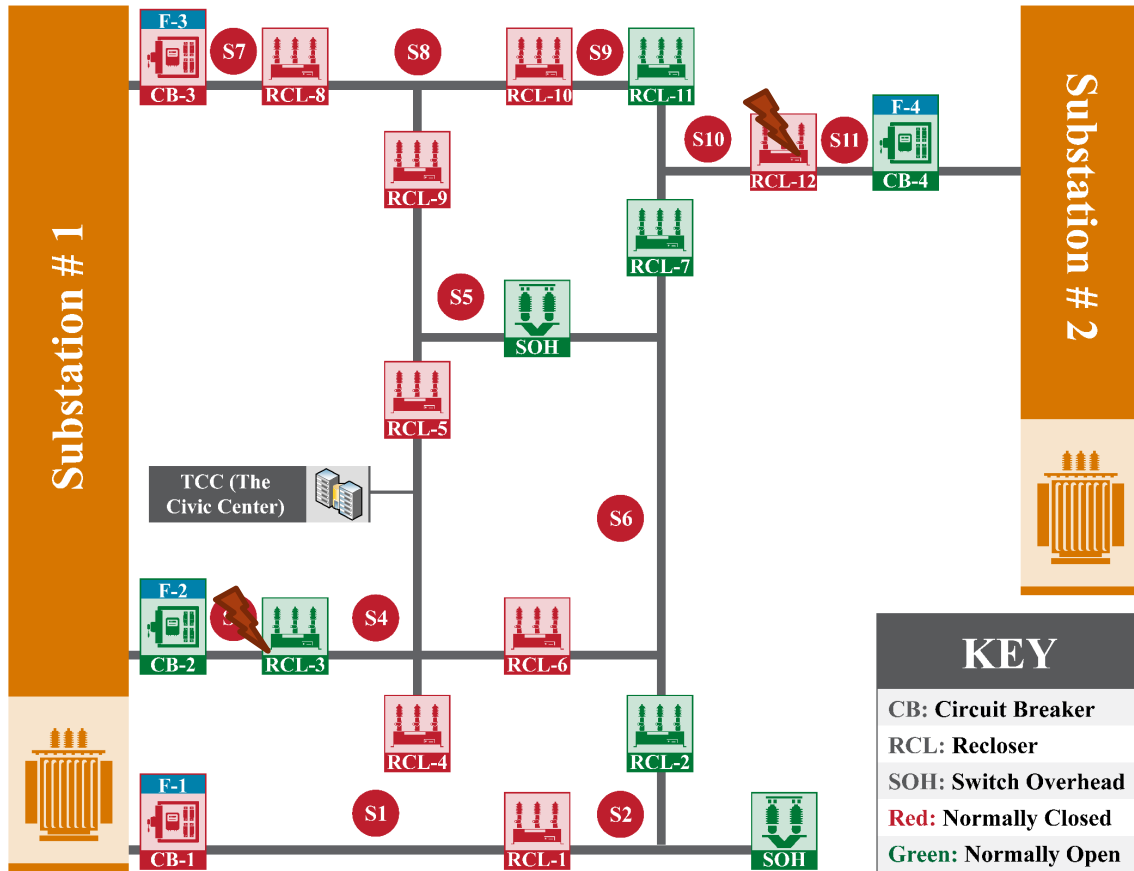 F-3
S7
CB-3
RCL-8
S8
RCL-10
S9
RCL-11
Substation # 1
Substation # 2
F-4
S10
S11
RCL-12
CB-4
RCL-9
RCL-7
S5
SOH
RCL-5
TCC (The
Civic Center)
S6
F-2
S4
CB-2
RCL-3
RCL-6
RCL-4
RCL-2
F-1
S1
S2
CB-1
RCL-1
SOH
KEY
CB: Circuit Breaker
RCL: Recloser
SOH: Switch Overhead
Red: Normally Closed
Green: Normally Open